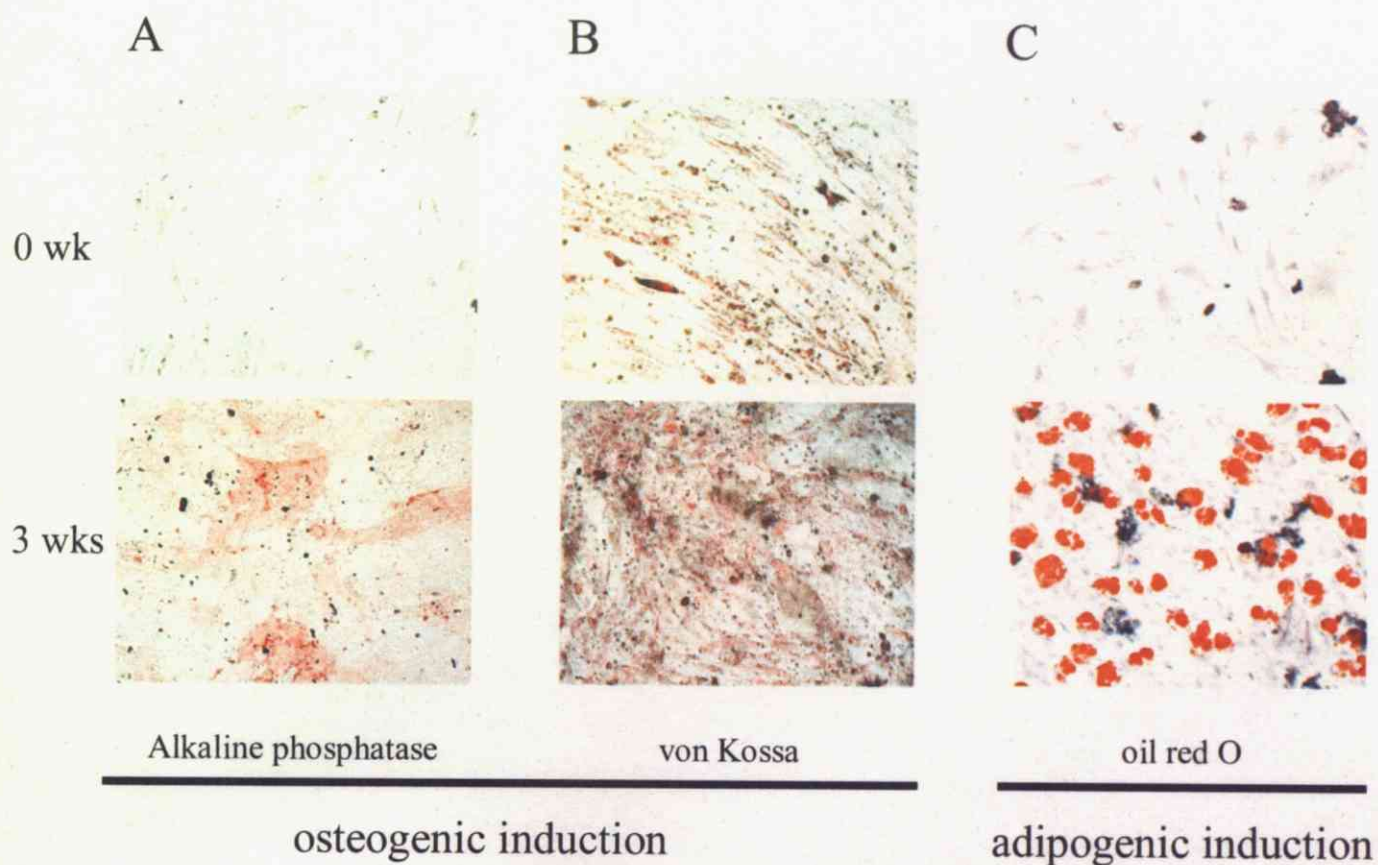 A
B
C
0 wk
3 wks
Alkaline phosphatase
von Kossa
oil red O
osteogenic induction
adipogenic induction